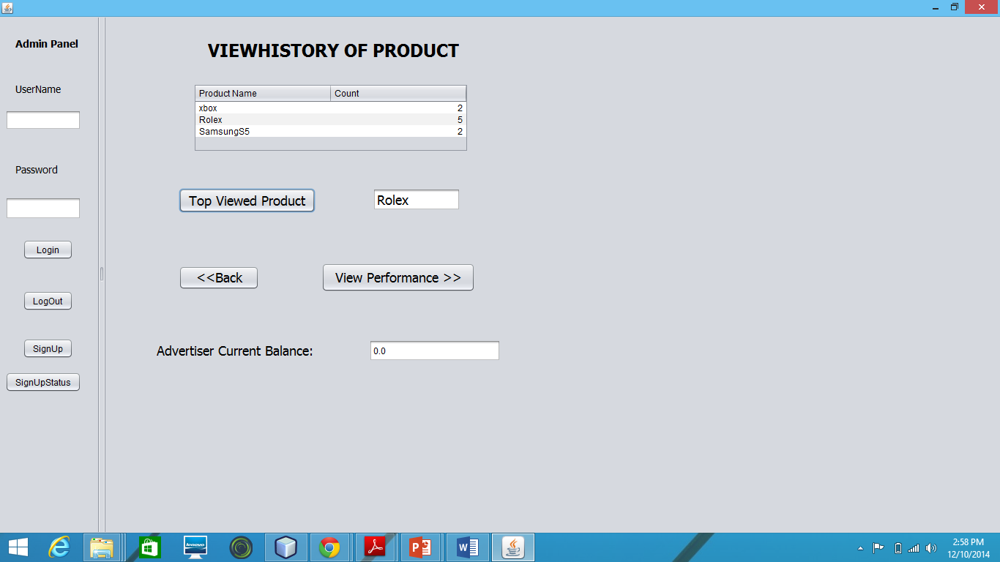 Admin Panel
UserName
Password
Login
LogOut
SignUp
SignUpStatus
VIEWHISTORY OF PRODUCT
Product Name Count
xbox 2
Rolex 5
SamsungS5 2
Top Viewed Product Rolex
<<Back View Performance >>
Advertiser Current Balance: 0.0
lenovo
2:58 PM
12/10/2014